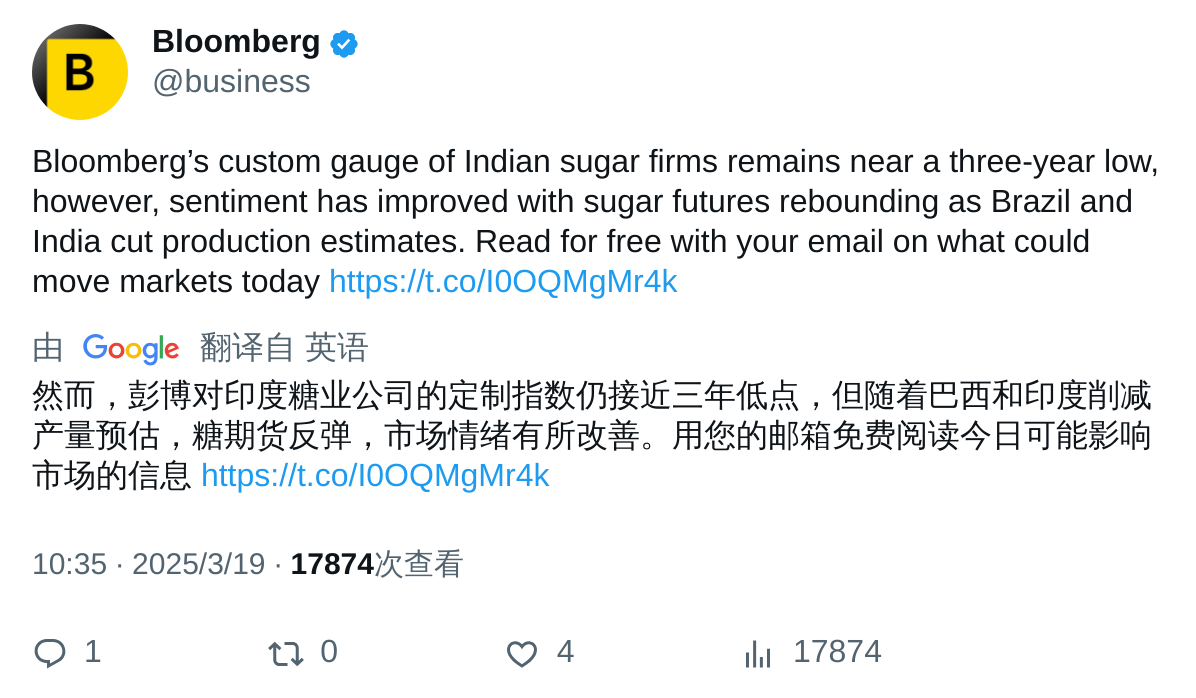 B
Bloomberg
@business
Bloomberg’s custom gauge of Indian sugar firms remains near a three-year low,
however, sentiment has improved with sugar futures rebounding as Brazil and
India cut production estimates. Read for free with your email on what could
move markets today https://t.co/I0OQMgMr4k
由 Google 翻译自 英语
然而，彭博对印度糖业公司的定制指数仍接近三年低点，但随着巴西和印度削减
产量预估，糖期货反弹，市场情绪有所改善。用您的邮箱免费阅读今日可能影响
市场的信息 https://t.co/I0OQMgMr4k
10:35 · 2025/3/19 · 17874次查看
1 0 4 17874